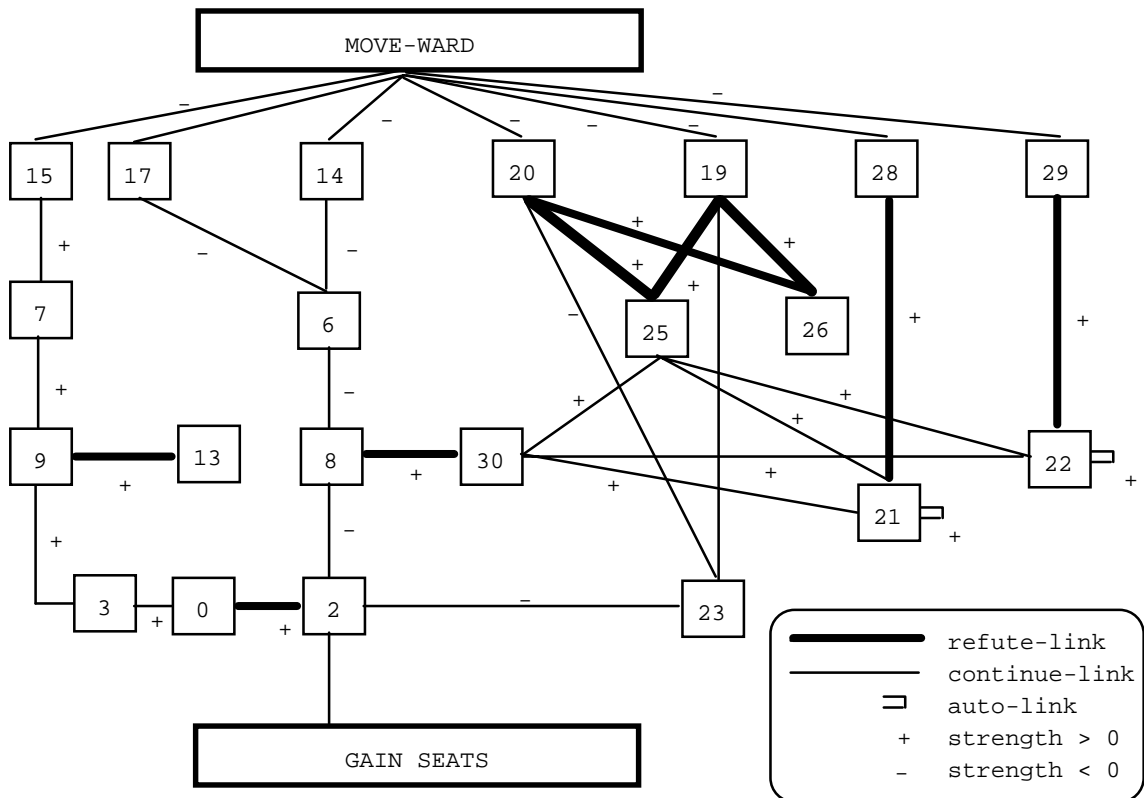 MOVE-WARD
– – – – – –
15 17 14 20 19 28 29
+ – – + + + + – + +
7 6 25 26
+ – + + +
9 13 8 30 22
+ + + + +
21
+ – +
3 0 2 23
+ + –
refute-link
continue-link
auto-link
+ strength > 0
– strength < 0
GAIN SEATS